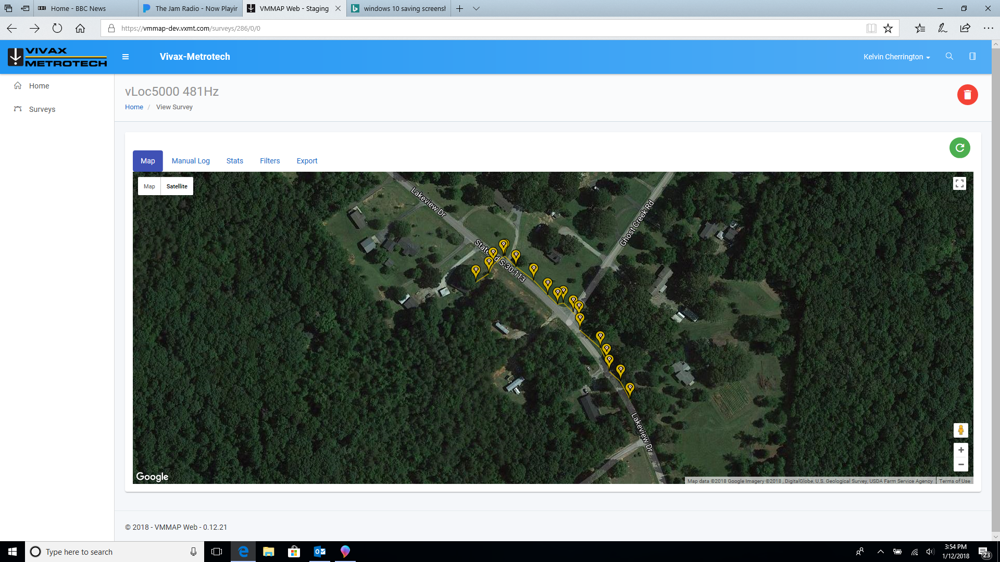 Home - BBC News
The Jam Radio - Now Playin
VMMAP Web - Staging
windows 10 saving screensh
https://vmmap-dev.vxmt.com/surveys/286/0/0
VIVAX
METROTECH
Vivax-Metrotech
Kelvin Cherrington
Home
Surveys
vLoc5000 481Hz
Home / View Survey
Map
Manual Log
Stats
Filters
Export
Map
Satellite
Lakeview Dr
Ghost Creek Rd
State Rd S-30-113
Lakeview Dr
Google
Map data ©2018 Google Imagery ©2018 , DigitalGlobe, U.S. Geological Survey, USDA Farm Service Agency
Terms of Use
© 2018 - VMMAP Web - 0.12.21
Type here to search
3:54 PM
1/12/2018
23